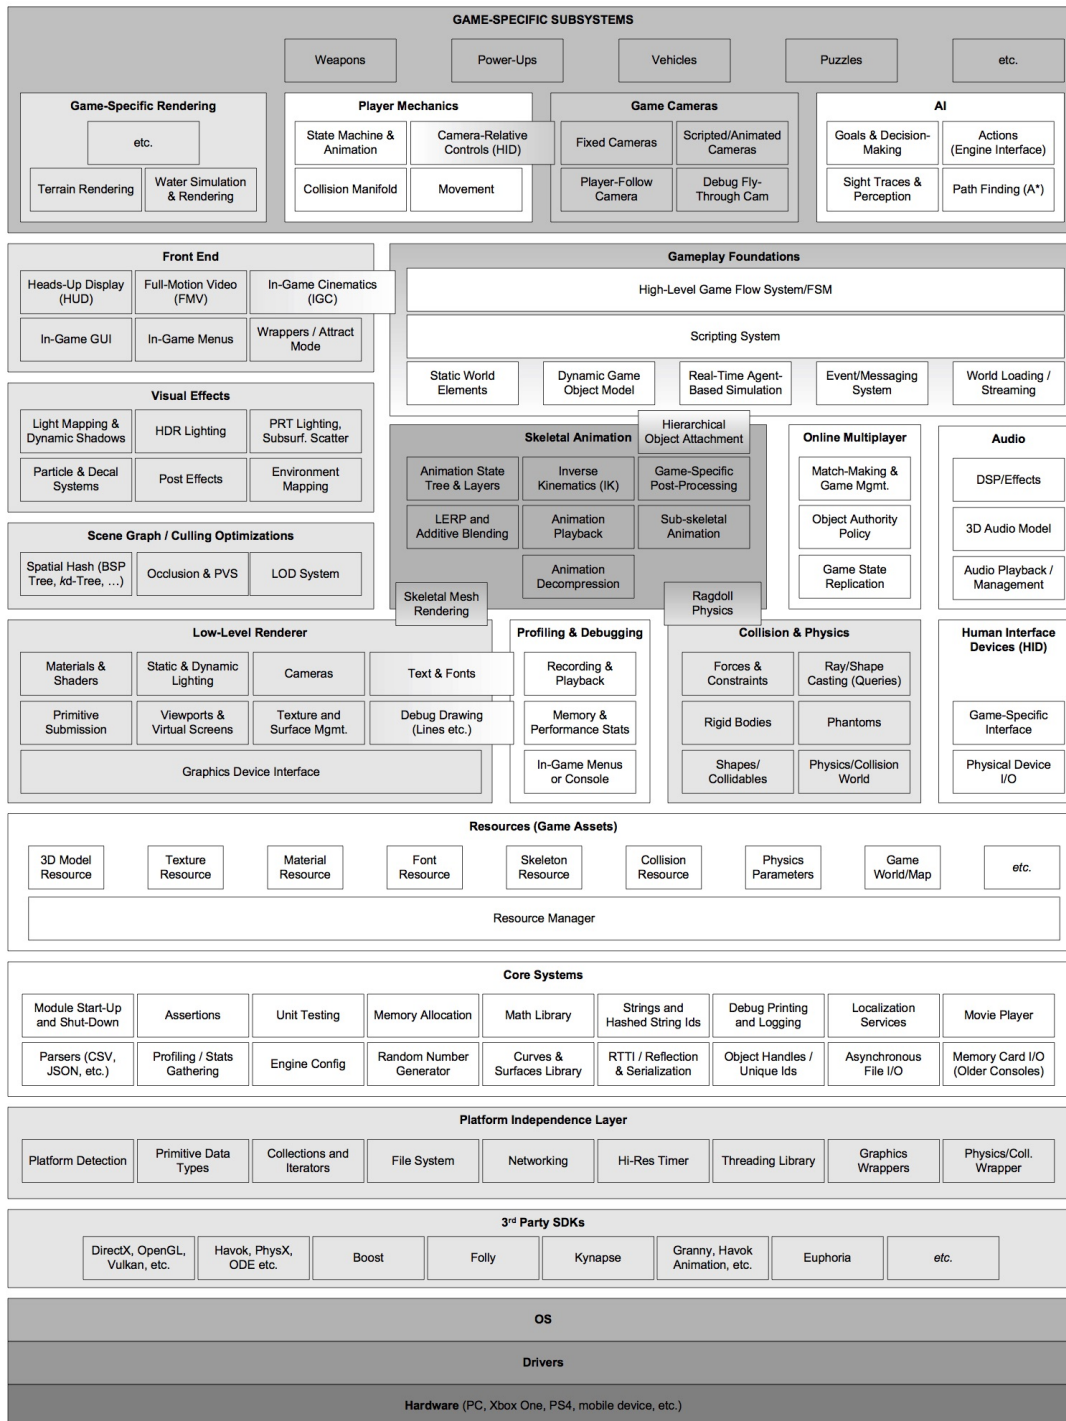 GAME-SPECIFIC SUBSYSTEMS
Weapons
Power-Ups
Vehicles
Puzzles
etc.
Game-Specific Rendering
etc.
Terrain Rendering
Water Simulation
& Rendering
Player Mechanics
State Machine &
Animation
Camera-Relative
Controls (HID)
Collision Manifold
Movement
Game Cameras
Fixed Cameras
Scripted/Animated
Cameras
Player-Follow
Camera
Debug Fly-
Through Cam
AI
Goals & Decision-
Making
Actions
(Engine Interface)
Sight Traces &
Perception
Path Finding (A*)
Front End
Heads-Up Display
(HUD)
Full-Motion Video
(FMV)
In-Game Cinematics
(IGC)
In-Game GUI
In-Game Menus
Wrappers / Attract
Mode
Gameplay Foundations
High-Level Game Flow System/FSM
Scripting System
Static World
Elements
Dynamic Game
Object Model
Real-Time Agent-
Based Simulation
Event/Messaging
System
World Loading /
Streaming
Visual Effects
Light Mapping &
Dynamic Shadows
HDR Lighting
PRT Lighting,
Subsurf. Scatter
Particle & Decal
Systems
Post Effects
Environment
Mapping
Skeletal Animation
Hierarchical
Object Attachment
Animation State
Tree & Layers
Inverse
Kinematics (IK)
Game-Specific
Post-Processing
LERP and
Additive Blending
Animation
Playback
Sub-skeletal
Animation
Animation
Decompression
Skeletal Mesh
Rendering
Ragdoll
Physics
Online Multiplayer
Match-Making &
Game Mgmt.
Object Authority
Policy
Game State
Replication
Audio
DSP/Effects
3D Audio Model
Audio Playback /
Management
Scene Graph / Culling Optimizations
Spatial Hash (BSP
Tree, kd-Tree, …)
Occlusion & PVS
LOD System
Low-Level Renderer
Materials &
Shaders
Static & Dynamic
Lighting
Cameras
Text & Fonts
Primitive
Submission
Viewports &
Virtual Screens
Texture and
Surface Mgmt.
Debug Drawing
(Lines etc.)
Graphics Device Interface
Profiling & Debugging
Recording &
Playback
Memory &
Performance Stats
In-Game Menus
or Console
Collision & Physics
Forces &
Constraints
Ray/Shape
Casting (Queries)
Rigid Bodies
Phantoms
Shapes/
Collidables
Physics/Collision
World
Human Interface
Devices (HID)
Game-Specific
Interface
Physical Device
I/O
Resources (Game Assets)
3D Model
Resource
Texture
Resource
Material
Resource
Font
Resource
Skeleton
Resource
Collision
Resource
Physics
Parameters
Game
World/Map
etc.
Resource Manager
Core Systems
Module Start-Up
and Shut-Down
Assertions
Unit Testing
Memory Allocation
Math Library
Strings and
Hashed String Ids
Debug Printing
and Logging
Localization
Services
Movie Player
Parsers (CSV,
JSON, etc.)
Profiling / Stats
Gathering
Engine Config
Random Number
Generator
Curves &
Surfaces Library
RTTI / Reflection
& Serialization
Object Handles /
Unique Ids
Asynchronous
File I/O
Memory Card I/O
(Older Consoles)
Platform Independence Layer
Platform Detection
Primitive Data
Types
Collections and
Iterators
File System
Networking
Hi-Res Timer
Threading Library
Graphics
Wrappers
Physics/Coll.
Wrapper
3rd Party SDKs
DirectX, OpenGL,
Vulkan, etc.
Havok, PhysX,
ODE etc.
Boost
Folly
Kynapse
Granny, Havok
Animation, etc.
Euphoria
etc.
OS
Drivers
Hardware (PC, Xbox One, PS4, mobile device, etc.)